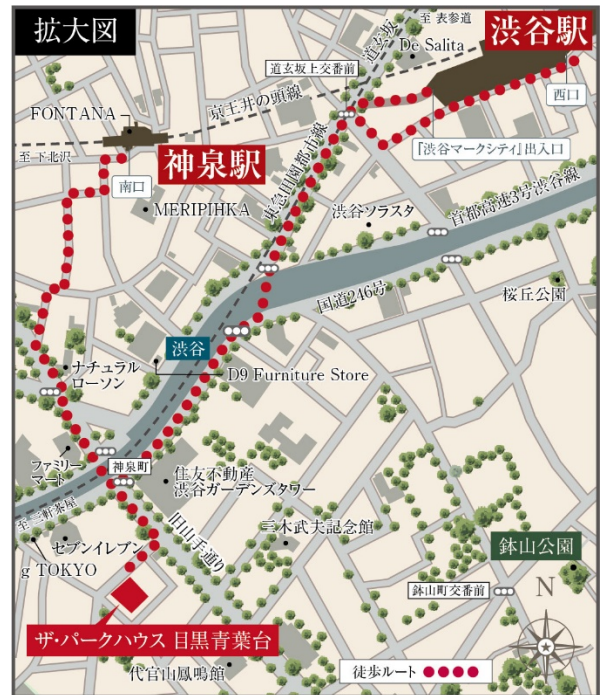 拡大図
至 表参道
道玄坂
De Salita
渋谷駅
道玄坂上交番前
西口
FONTANA
京王井の頭線
『渋谷マークシティ』出入口
至 下北沢
神泉駅
南口
東急田園都市線
MERIPIHKA
渋谷ソラスタ
首都高速3号渋谷線
国道246号
桜丘公園
渋谷
ナチュラル
ローソン
D9 Furniture Store
ファミリー
マート
神泉町
住友不動産
渋谷ガーデンズタワー
至 三軒茶屋
旧山手通り
三木武夫記念館
セブンイレブン
g TOKYO
鉢山公園
鉢山町交番前
N
ザ・パークハウス 目黒青葉台
代官山鳳鳴館
徒歩ルート